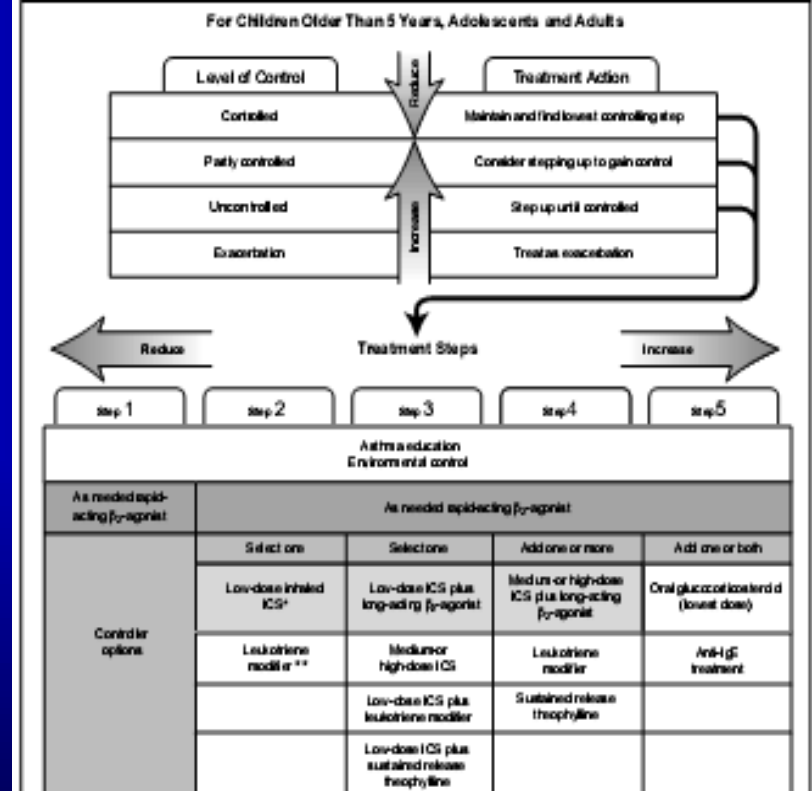 For Children Older Than 5 Years, Adolescents and Adults
Level of Control
Reduce
Treatment Action
Controlled
Maintain and find lowest controlling step
Partly controlled
Consider stepping up to gain control
Uncontrolled
Step up until controlled
Increase
Exacerbation
Treat as exacerbation
Reduce
Treatment Steps
Increase
Step 1
Step 2
Step 3
Step 4
Step 5
Asthma education
Environmental control
As needed rapid-
acting β₂-agonist
As needed rapid-acting β₂-agonist
Select one
Select one
Add one or more
Add one or both
Controller
options
Low-dose inhaled
ICS*
Low-dose ICS plus
long-acting β₂-agonist
Medium-or high-dose
ICS plus long-acting
β₂-agonist
Oral glucocorticosteroid
(lowest dose)
Leukotriene
modifier **
Medium-or
high-dose ICS
Leukotriene
modifier
Anti-IgE
treatment
Low-dose ICS plus
leukotriene modifier
Sustained release
theophylline
Low-dose ICS plus
sustained release
theophylline